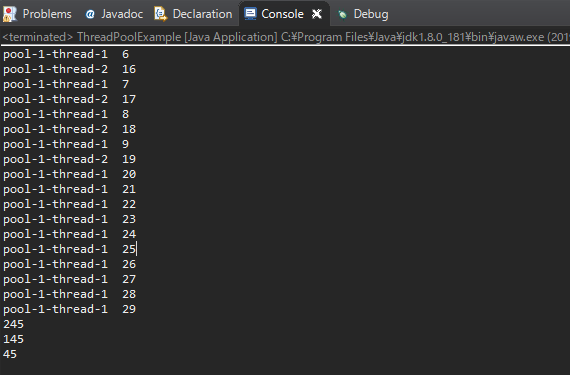 Problems @ Javadoc Declaration Console Debug
<terminated> ThreadPoolExample [Java Application] C:¥Program Files¥Java¥jdk1.8.0_181¥bin¥javaw.exe (201
pool-1-thread-1 6
pool-1-thread-2 16
pool-1-thread-1 7
pool-1-thread-2 17
pool-1-thread-1 8
pool-1-thread-2 18
pool-1-thread-1 9
pool-1-thread-2 19
pool-1-thread-1 20
pool-1-thread-1 21
pool-1-thread-1 22
pool-1-thread-1 23
pool-1-thread-1 24
pool-1-thread-1 25
pool-1-thread-1 26
pool-1-thread-1 27
pool-1-thread-1 28
pool-1-thread-1 29
245
145
45